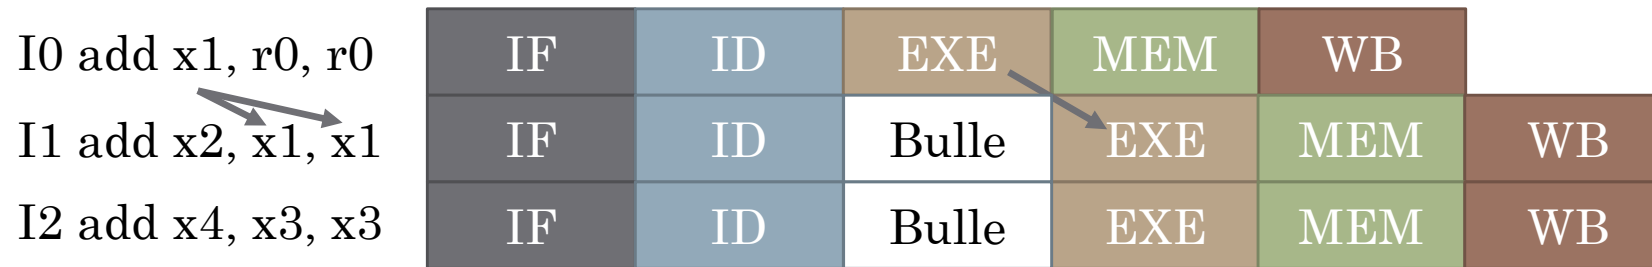 I0 add x1, r0, r0 IF ID EXE MEM WB
I1 add x2, x1, x1 IF ID Bulle EXE MEM WB
I2 add x4, x3, x3 IF ID Bulle EXE MEM WB